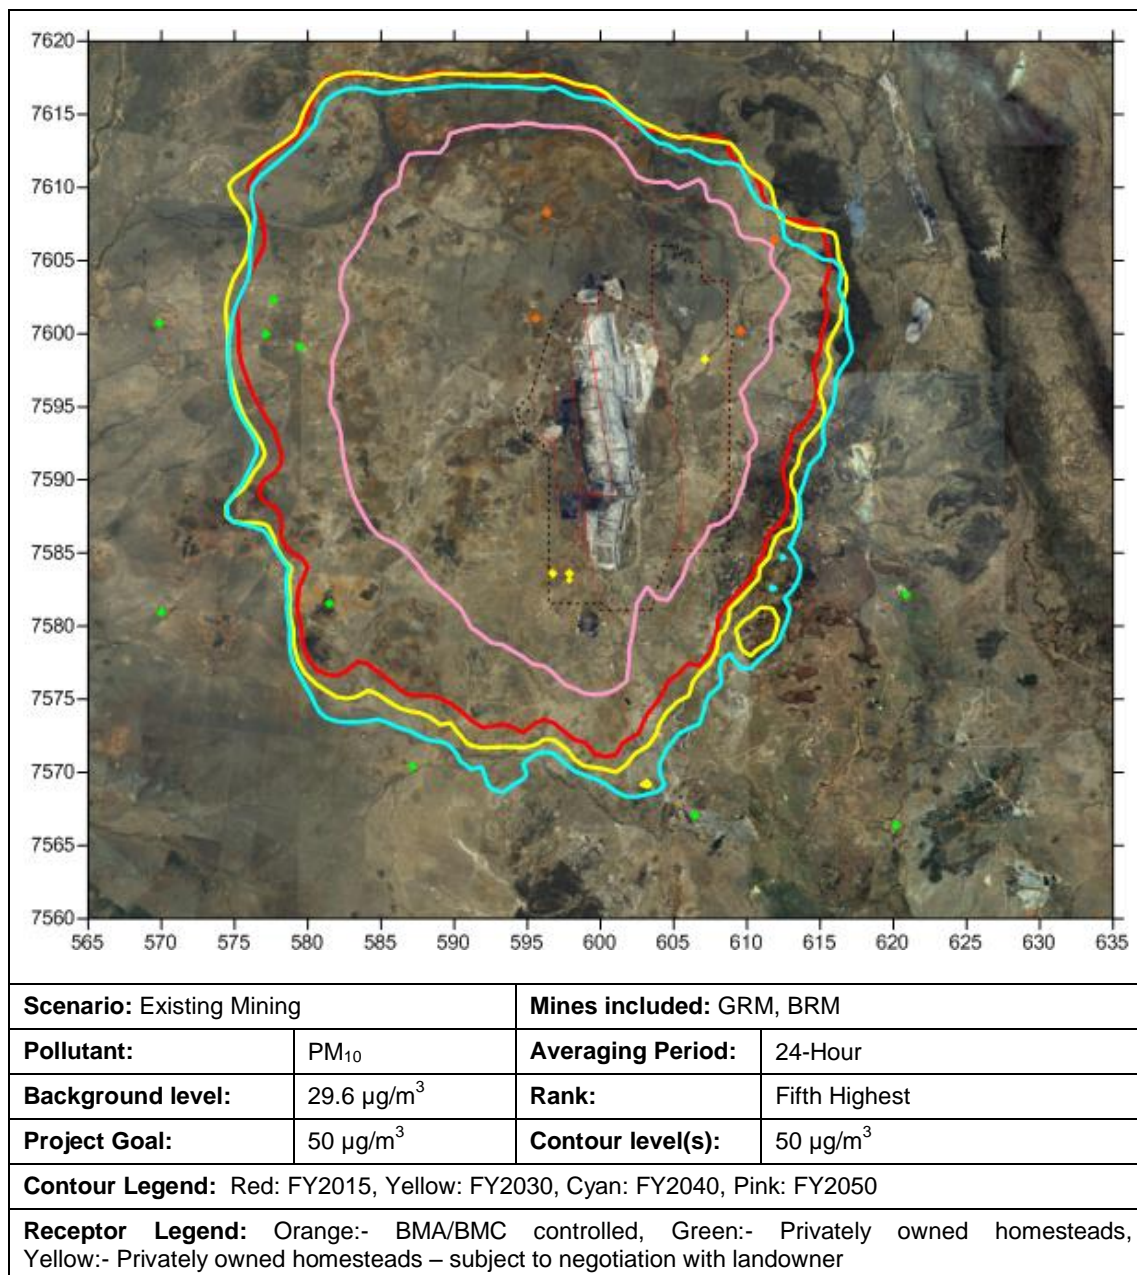 7620
7615
7610
7605
7600
7595
7590
7585
7580
7575
7570
7565
7560
565 570 575 580 585 590 595 600 605 610 615 620 625 630 635
Scenario: Existing Mining Mines included: GRM, BRM
Pollutant: PM10 Averaging Period: 24-Hour
Background level: 29.6 µg/m3 Rank: Fifth Highest
Project Goal: 50 µg/m3 Contour level(s): 50 µg/m3
Contour Legend: Red: FY2015, Yellow: FY2030, Cyan: FY2040, Pink: FY2050
Receptor Legend: Orange:- BMA/BMC controlled, Green:- Privately owned homesteads,
Yellow:- Privately owned homesteads – subject to negotiation with landowner